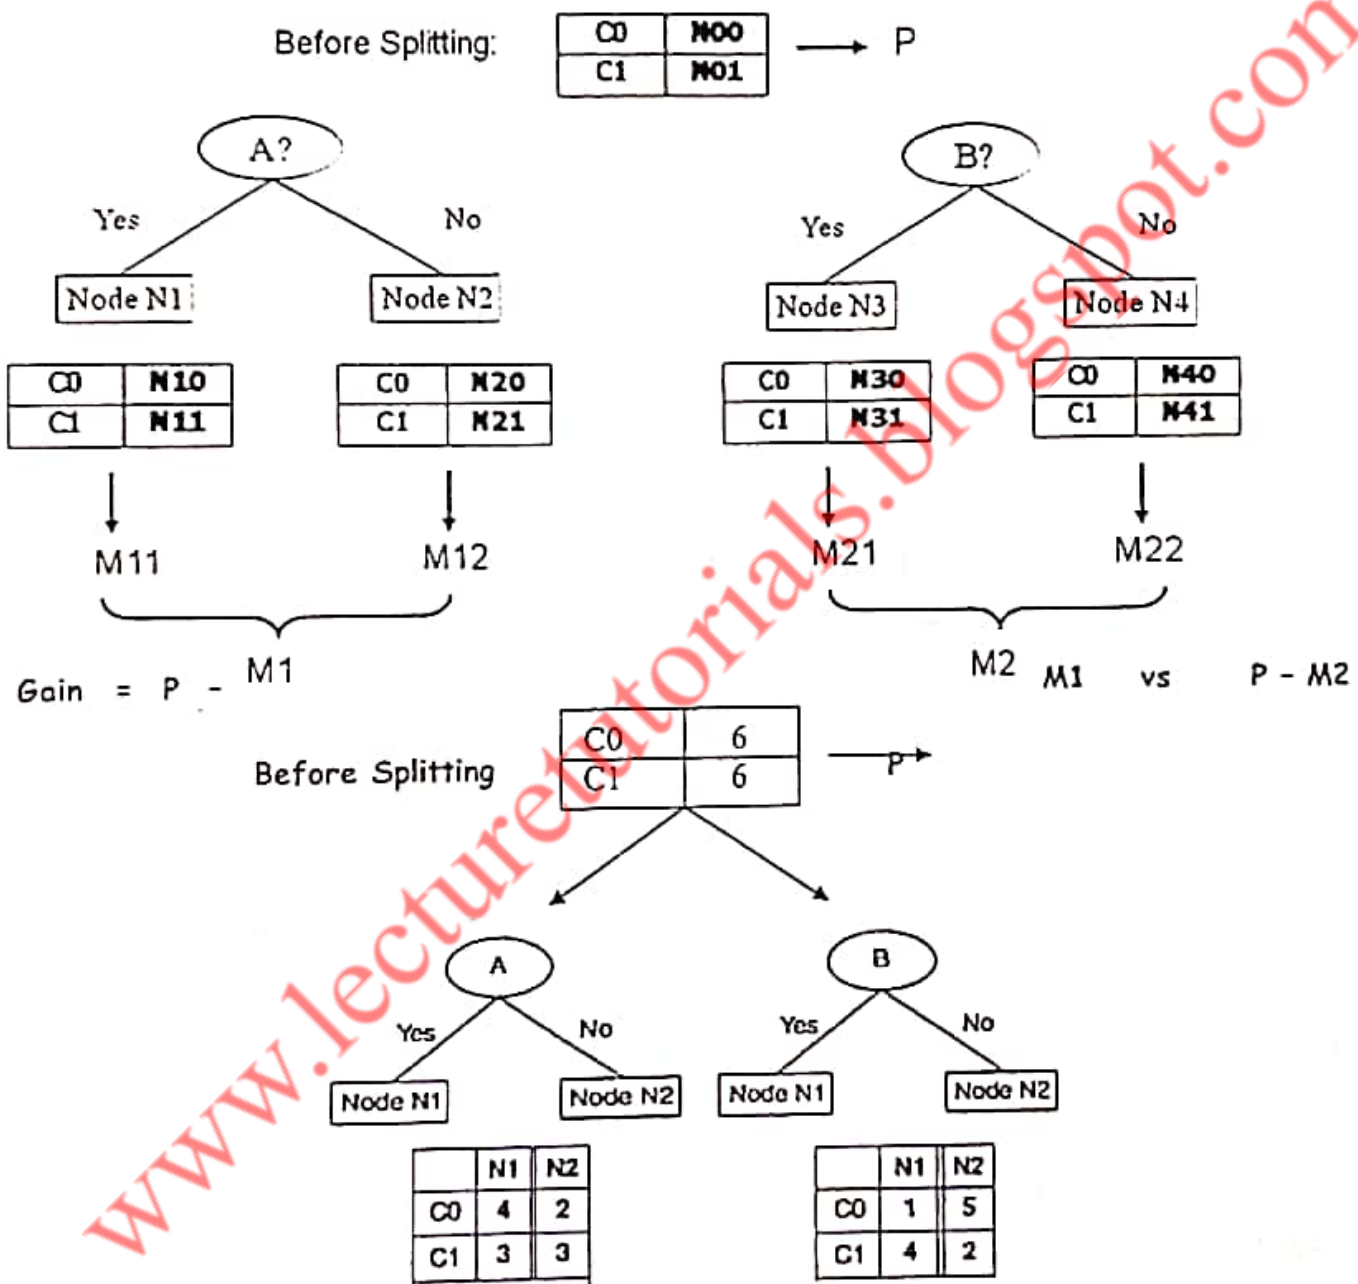 Before Splitting:
C0 N00
C1 N01
P
A?
B?
Yes
No
Yes
No
Node N1
Node N2
Node N3
Node N4
C0 N10
C1 N11
C0 N20
C1 N21
C0 N30
C1 N31
C0 N40
C1 N41
M11
M12
M21
M22
M1
M2
Gain = P -
M1 vs P - M2
Before Splitting
C0 6
C1 6
P
A
B
Yes
No
Yes
No
Node N1
Node N2
Node N1
Node N2
N1 N2
C0 4 2
C1 3 3
N1 N2
C0 1 5
C1 4 2
www.lecturetutorials.blogspot.com